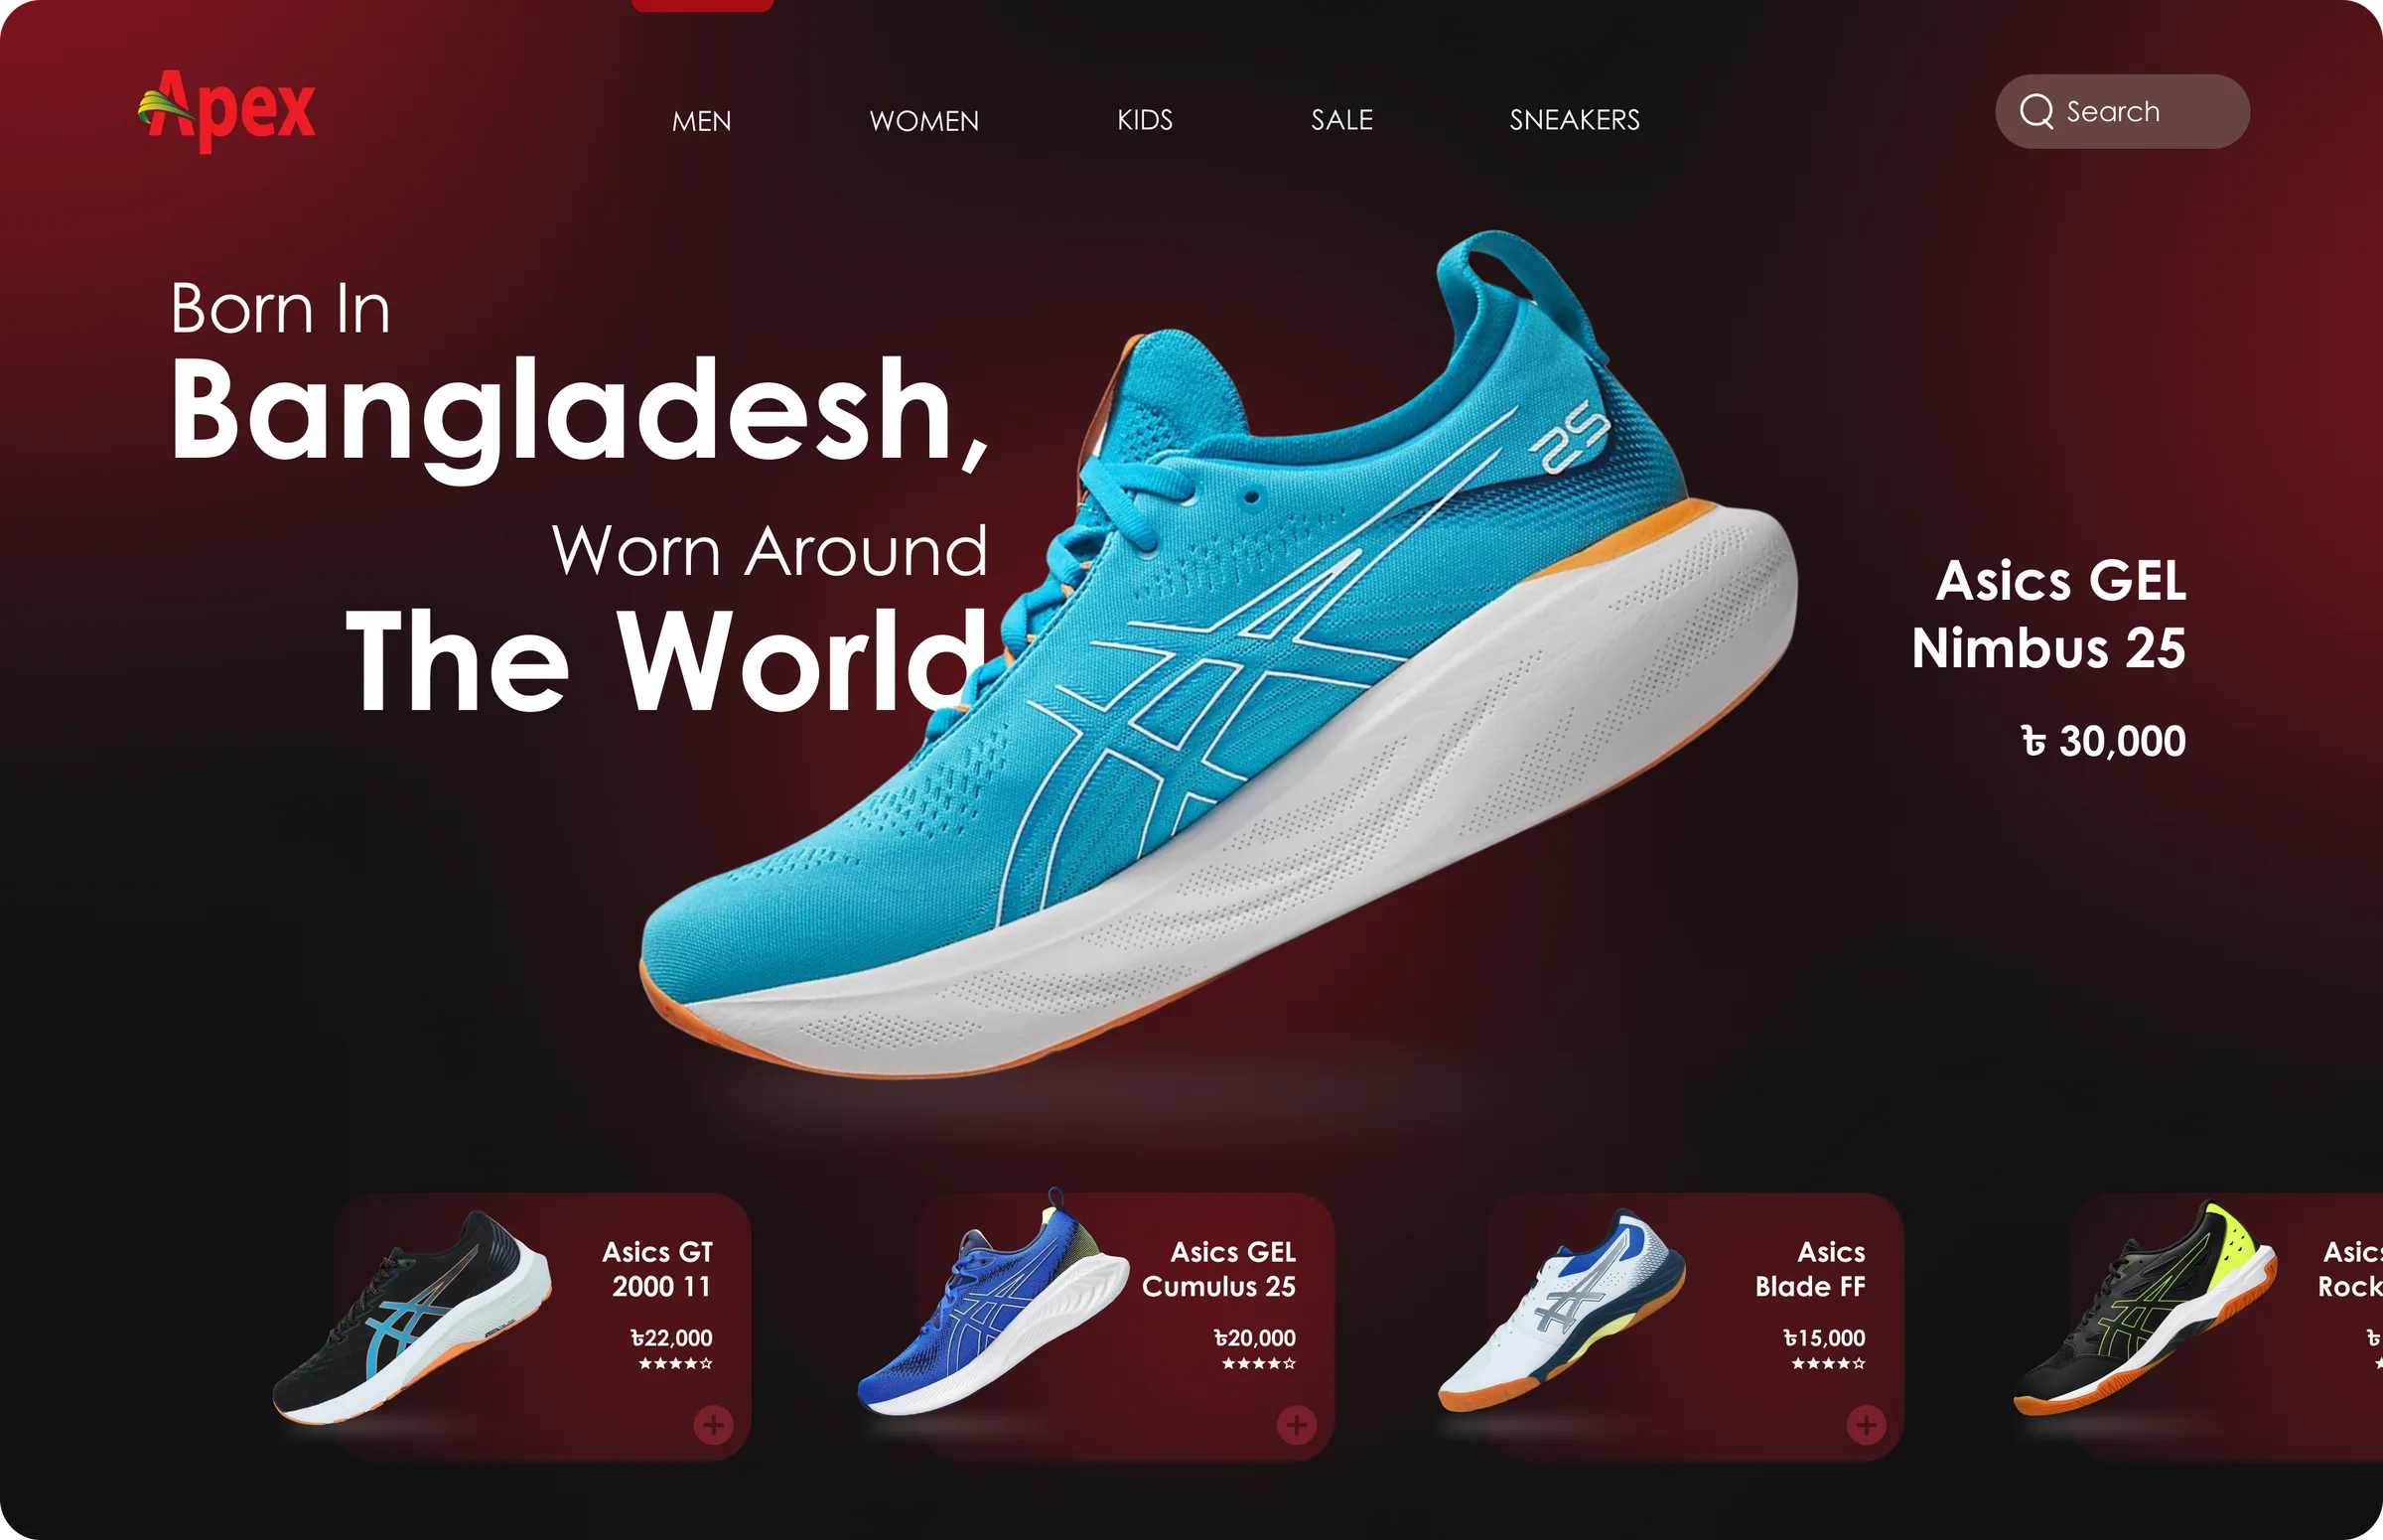 Apex
MEN
WOMEN
KIDS
SALE
SNEAKERS
Search
Born In
Bangladesh,
Worn Around
The World
25
Asics GEL
Nimbus 25
৳ 30,000
Asics GT
2000 11
৳22,000
★★★★☆
Asics GEL
Cumulus 25
৳20,000
★★★★☆
Asics
Blade FF
৳15,000
★★★★☆
Asics
Rock
৳